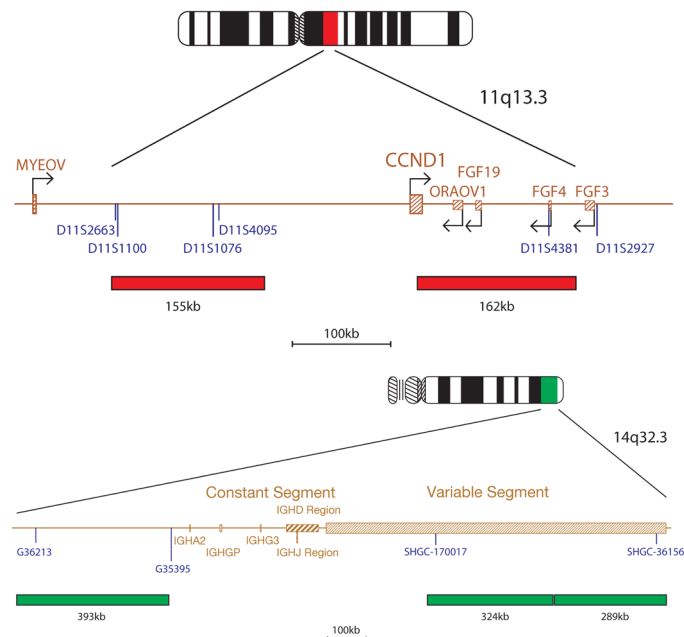 11q13.3
MYEOV
CCND1
FGF19
ORAOV1
FGF4
FGF3
D11S2663
D11S4095
D11S1100
D11S1076
D11S4381
D11S2927
155kb
162kb
100kb
14q32.3
Constant Segment
Variable Segment
IGHD Region
IGHA2
IGHG3
IGHGP
IGHJ Region
G36213
G35395
SHGC-170017
SHGC-36156
393kb
324kb
289kb
100kb